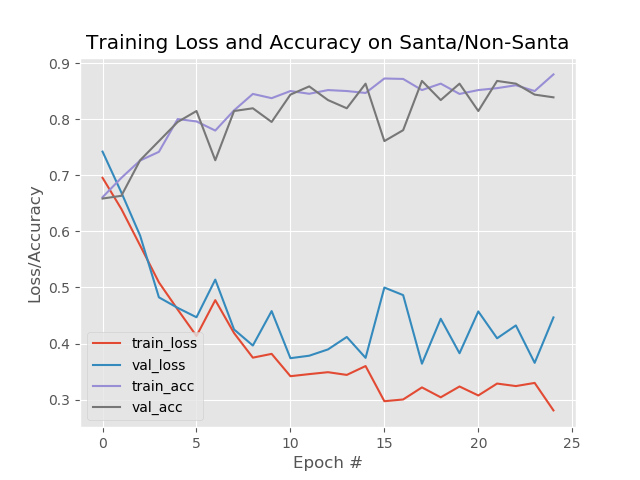 Training Loss and Accuracy on Santa/Non-Santa
0.9
0.8
0.7
0.6
0.5
0.4
0.3
Loss/Accuracy
train_loss
val_loss
train_acc
val_acc
0 5 10 15 20 25
Epoch #